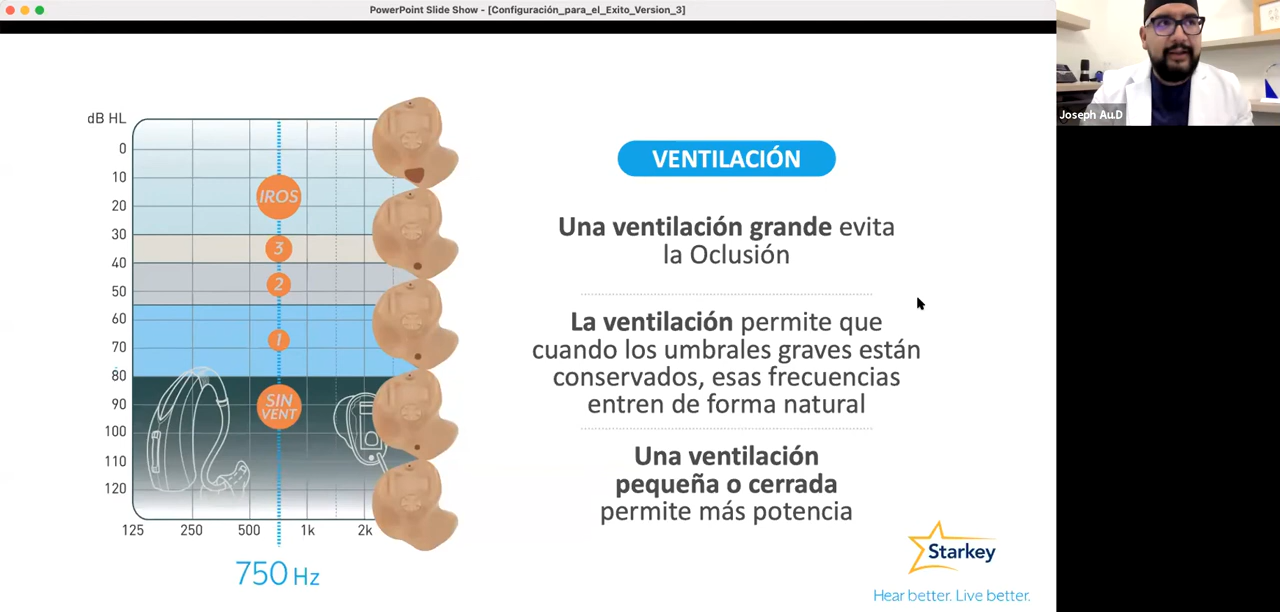 PowerPoint Slide Show - [Configuración_para_el_Exito_Version_3]
Joseph Au.D
dB HL
0
10
20
30
40
50
60
70
80
90
100
110
120
IROS
3
2
1
SIN
VENT
125 250 500 1k 2k
750 Hz
VENTILACIÓN
Una ventilación grande evita
la Oclusión
La ventilación permite que
cuando los umbrales graves están
conservados, esas frecuencias
entren de forma natural
Una ventilación
pequeña o cerrada
permite más potencia
Starkey
Hear better. Live better.